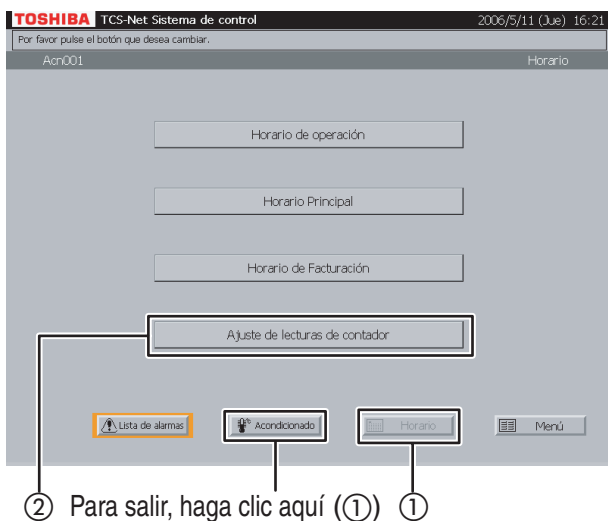 TOSHIBA TCS-Net Sistema de control 2006/5/11 (Jue) 16:21
Por favor pulse el botón que desea cambiar.
Acn001 Horario
Horario de operación
Horario Principal
Horario de Facturación
Ajuste de lecturas de contador
Lista de alarmas Acondicionado Horario Menú
② Para salir, haga clic aquí (①) ①